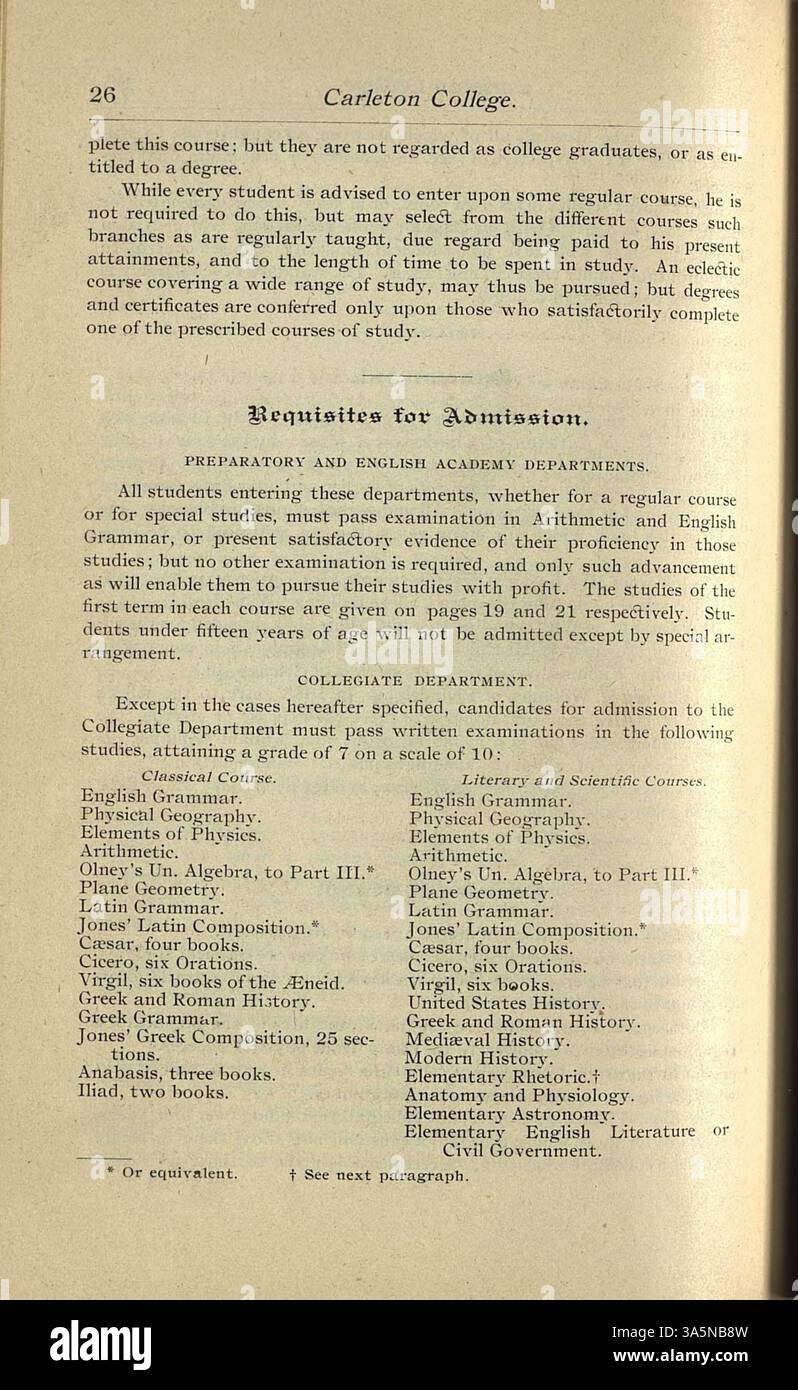 26
Carleton College.
plete this course; but they are not regarded as college graduates, or as en-
titled to a degree.
While every student is advised to enter upon some regular course, he is
not required to do this, but may select from the different courses such
branches as are regularly taught, due regard being paid to his present
attainments, and to the length of time to be spent in study. An eclectic
course covering a wide range of study, may thus be pursued; but degrees
and certificates are conferred only upon those who satisfactorily complete
one of the prescribed courses of study.
Requisites for Admission.
PREPARATORY AND ENGLISH ACADEMY DEPARTMENTS.
All students entering these departments, whether for a regular course
or for special studies, must pass examination in Arithmetic and English
Grammar, or present satisfactory evidence of their proficiency in those
studies; but no other examination is required, and only such advancement
as will enable them to pursue their studies with profit. The studies of the
first term in each course are given on pages 19 and 21 respectively. Stu-
dents under fifteen years of age will not be admitted except by special ar-
rangement.
COLLEGIATE DEPARTMENT.
Except in the cases hereafter specified, candidates for admission to the
Collegiate Department must pass written examinations in the following
studies, attaining a grade of 7 on a scale of 10:
Classical Course.
English Grammar.
Physical Geography.
Elements of Physics.
Arithmetic.
Olney's Un. Algebra, to Part III.*
Plane Geometry.
Latin Grammar.
Jones' Latin Composition.*
Cæsar, four books.
Cicero, six Orations.
Virgil, six books of the Æneid.
Greek and Roman History.
Greek Grammar.
Jones' Greek Composition, 25 sec-
tions.
Anabasis, three books.
Iliad, two books.
Literary and Scientific Courses.
English Grammar.
Physical Geography.
Elements of Physics.
Arithmetic.
Olney's Un. Algebra, to Part III.*
Plane Geometry.
Latin Grammar.
Jones' Latin Composition.*
Cæsar, four books.
Cicero, six Orations.
Virgil, six books.
United States History.
Greek and Roman History.
Mediæval History.
Modern History.
Elementary Rhetoric.†
Anatomy and Physiology.
Elementary Astronomy.
Elementary English Literature or
Civil Government.
* Or equivalent. † See next paragraph.
alamy
Image ID: 3A5NB8W
www.alamy.com